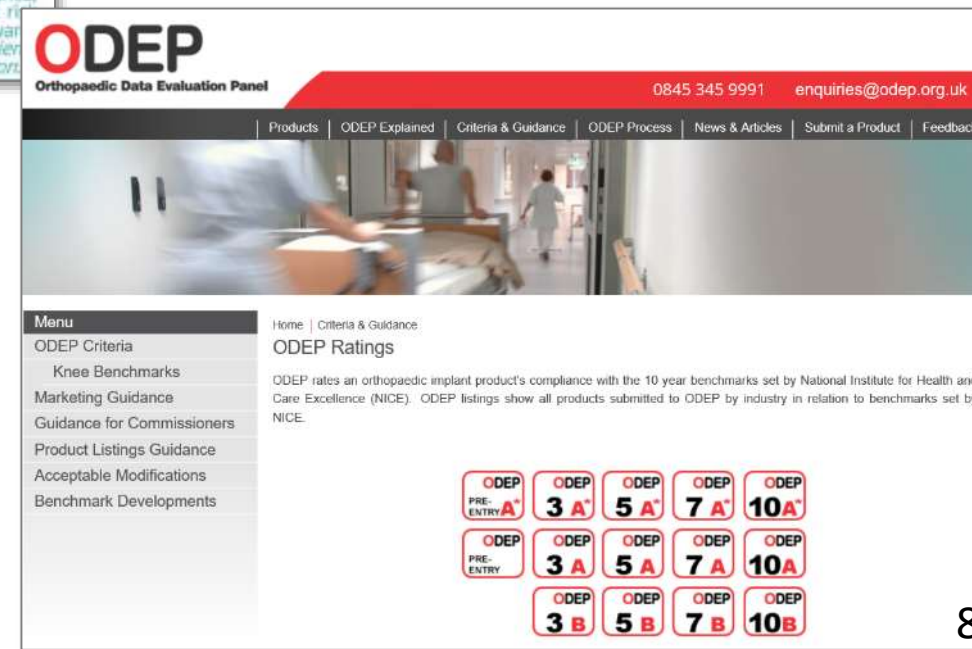 ODEP
Orthopaedic Data Evaluation Panel
0845 345 9991 enquiries@odep.org.uk
Products | ODEP Explained | Criteria & Guidance | ODEP Process | News & Articles | Submit a Product |
Menu
ODEP Criteria
Knee Benchmarks
Marketing Guidance
Guidance for Commissioners
Product Listings Guidance
Acceptable Modifications
Benchmark Developments
Home | Criteria & Guidance
ODEP Ratings
ODEP rates an orthopaedic implant product's compliance with the 10 year benchmarks set by National Institute for Health and
Care Excellence (NICE). ODEP listings show all products submitted to ODEP by industry in relation to benchmarks set by
NICE.
ODEP ODEP ODEP ODEP ODEP
PRE-ENTRY A* 3 A* 5 A* 7 A* 10A*
ODEP ODEP ODEP ODEP ODEP
PRE-ENTRY 3 A 5 A 7 A 10A
ODEP ODEP ODEP ODEP
3 B 5 B 7 B 10B
8